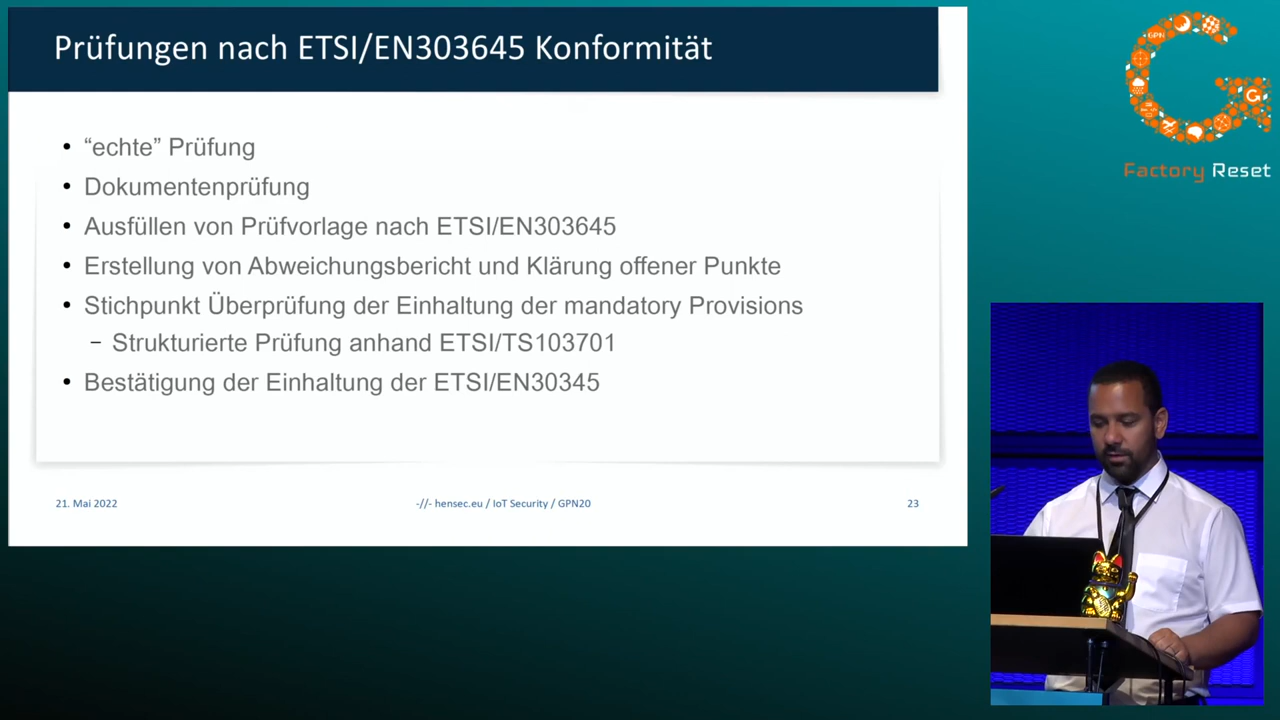 Prüfungen nach ETSI/EN303645 Konformität
“echte” Prüfung
Dokumentenprüfung
Ausfüllen von Prüfvorlage nach ETSI/EN303645
Erstellung von Abweichungsbericht und Klärung offener Punkte
Stichpunkt Überprüfung der Einhaltung der mandatory Provisions
Strukturierte Prüfung anhand ETSI/TS103701
Bestätigung der Einhaltung der ETSI/EN30345
21. Mai 2022
-//- hensec.eu / IoT Security / GPN20
23
GPN
Factory Reset